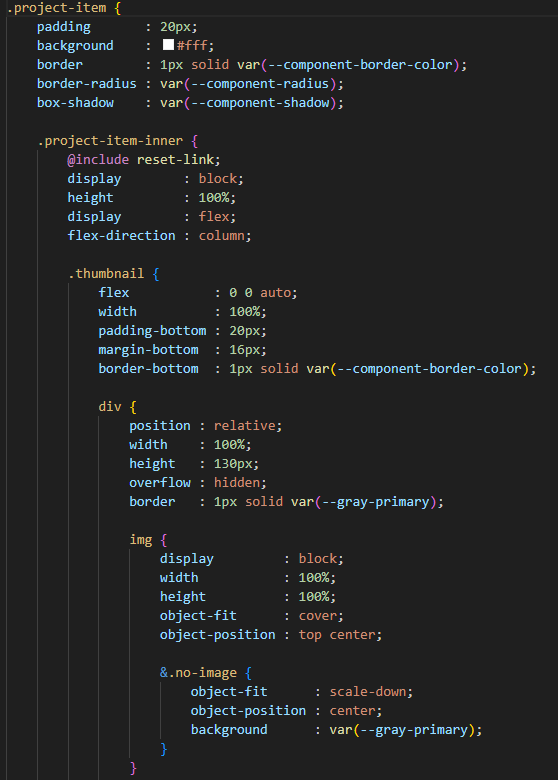 .project-item {
    padding       : 20px;
    background    : #fff;
    border        : 1px solid var(--component-border-color);
    border-radius : var(--component-radius);
    box-shadow    : var(--component-shadow);

    .project-item-inner {
        @include reset-link;
        display        : block;
        height         : 100%;
        display        : flex;
        flex-direction : column;

        .thumbnail {
            flex           : 0 0 auto;
            width          : 100%;
            padding-bottom : 20px;
            margin-bottom  : 16px;
            border-bottom  : 1px solid var(--component-border-color);

            div {
                position : relative;
                width    : 100%;
                height   : 130px;
                overflow : hidden;
                border   : 1px solid var(--gray-primary);

                img {
                    display         : block;
                    width           : 100%;
                    height          : 100%;
                    object-fit      : cover;
                    object-position : top center;

                    &.no-image {
                        object-fit      : scale-down;
                        object-position : center;
                        background      : var(--gray-primary);
                    }
                }